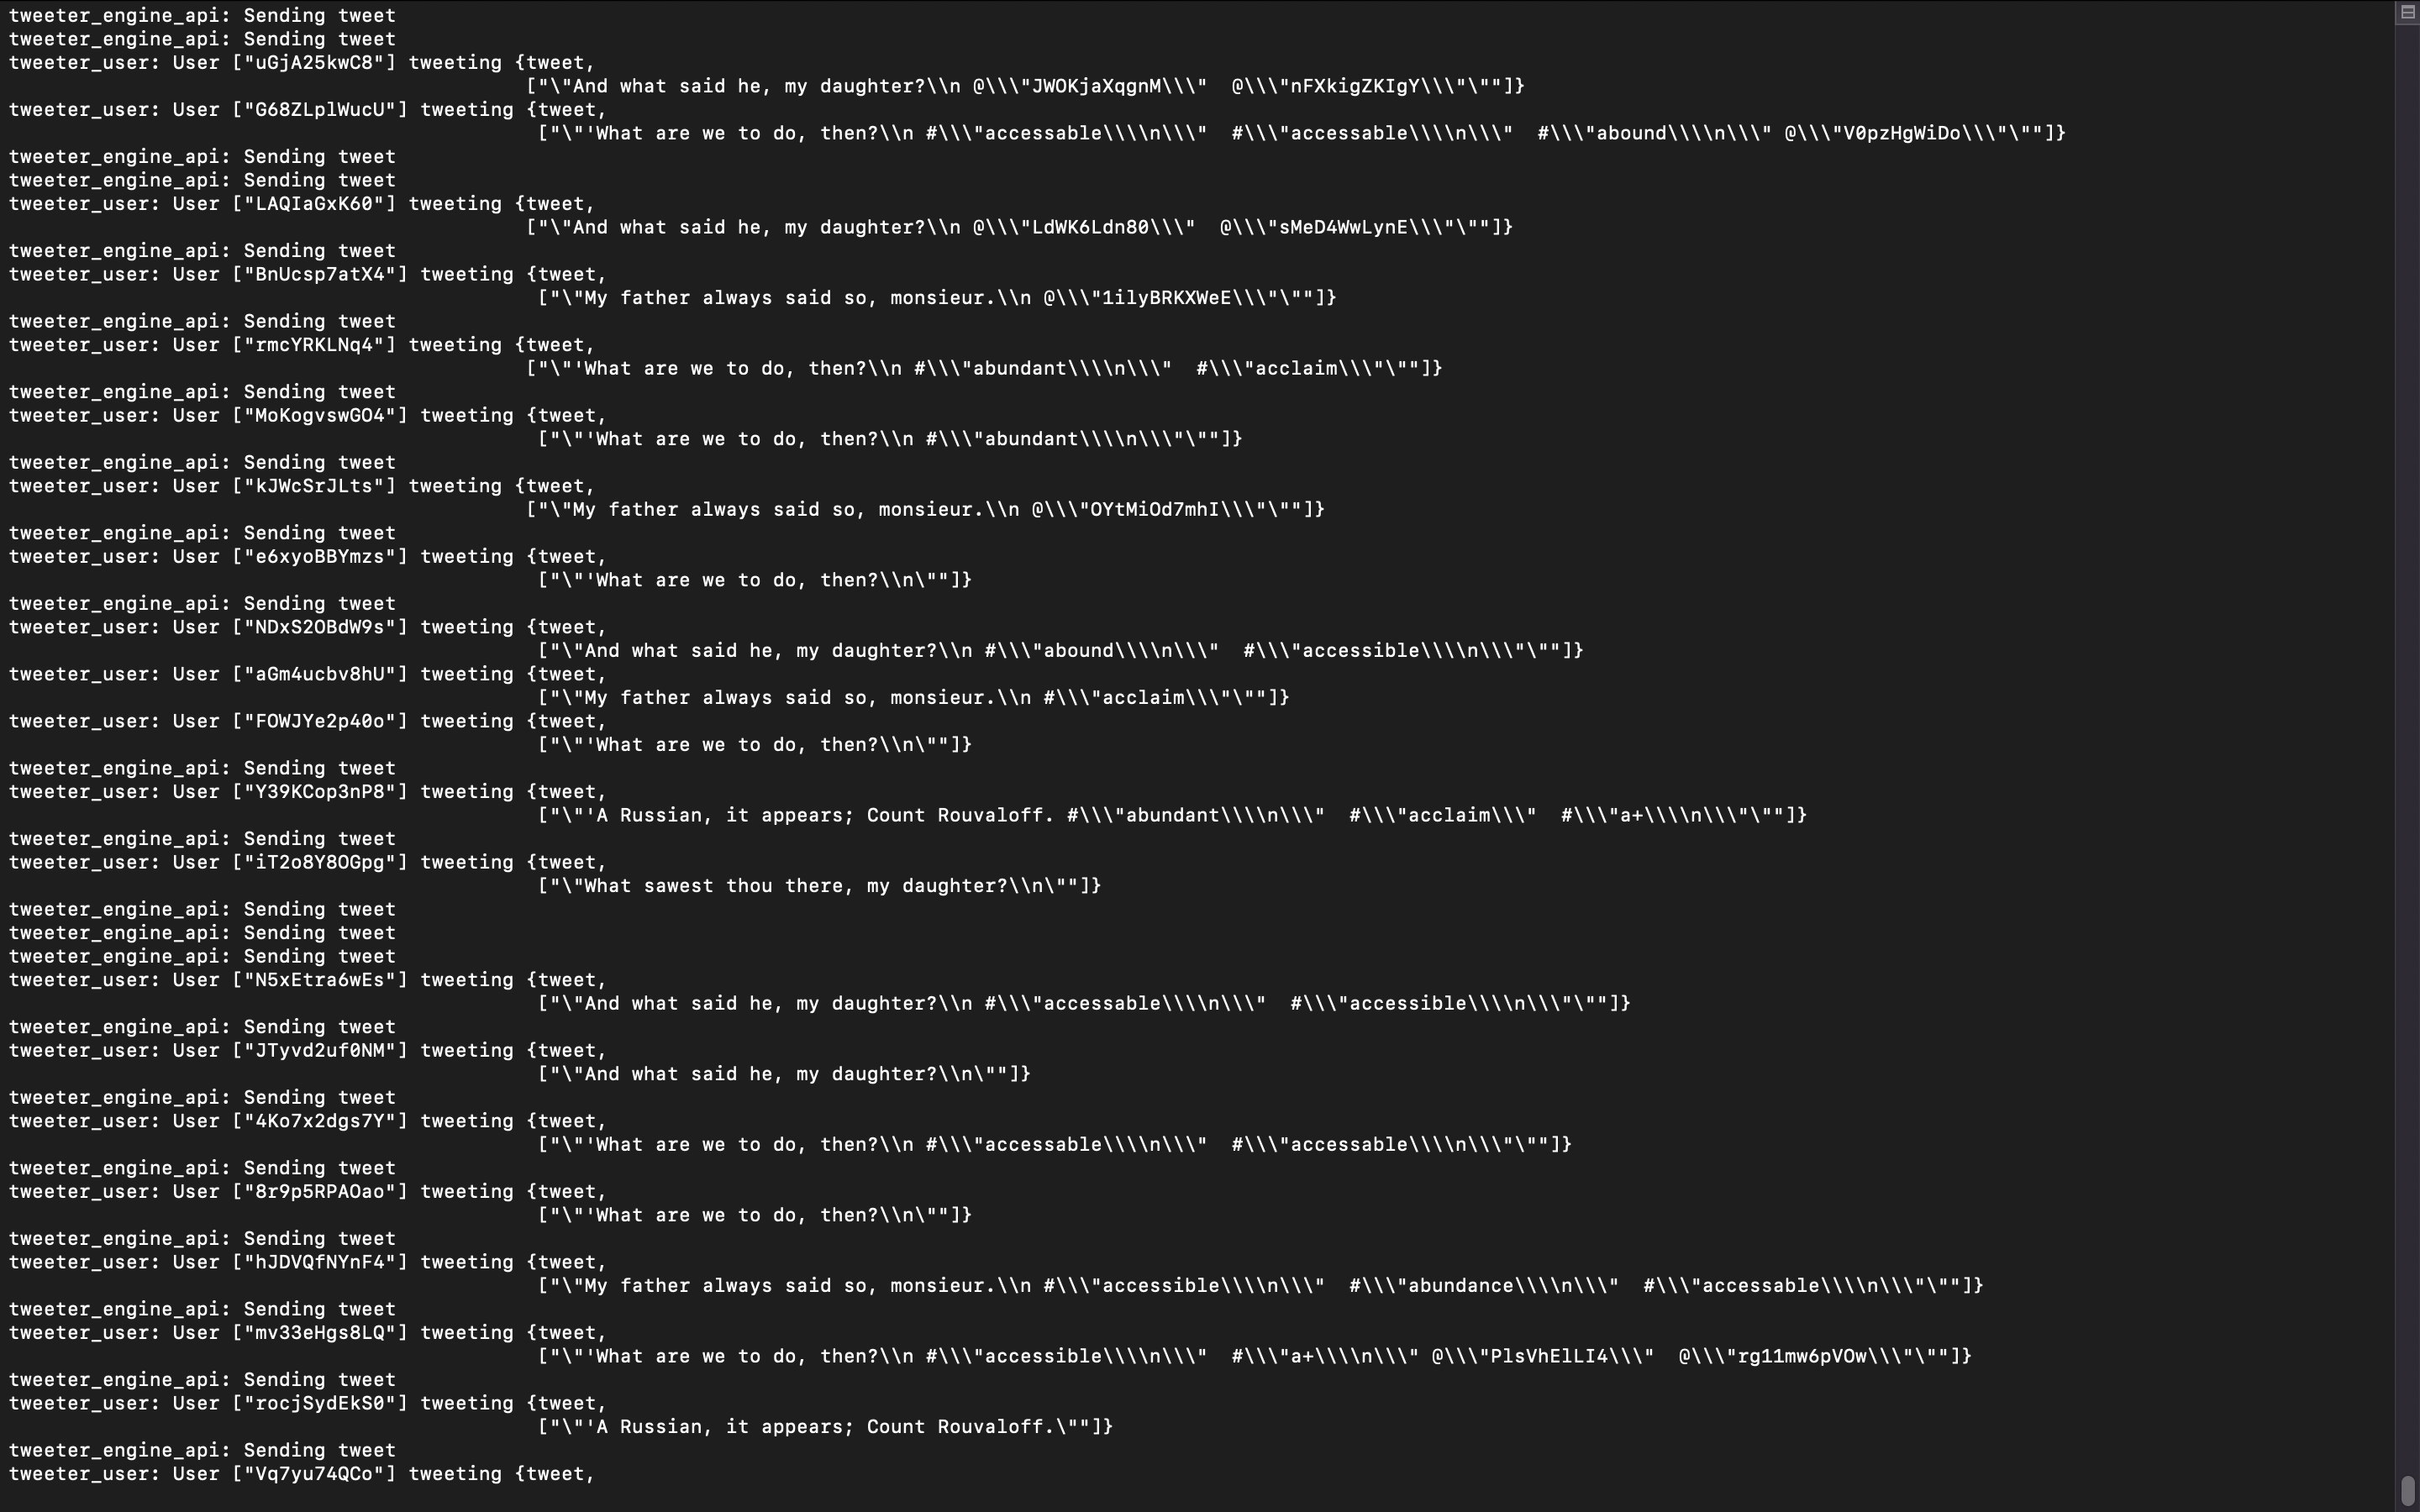 tweeter_engine_api: Sending tweet
tweeter_engine_api: Sending tweet
tweeter_user: User ["uGjA25kwC8"] tweeting {tweet,
["\"And what said he, my daughter?\\n @\\\"JWOKjaXqgnM\\\"  @\\\"nFXkigZKIgY\\\"\""]}
tweeter_user: User ["G68ZLplWucU"] tweeting {tweet,
["\"'What are we to do, then?\\n #\\\"accessable\\\\n\\\"  #\\\"accessable\\\\n\\\"  #\\\"abound\\\\n\\\" @\\\"V0pzHgWiDo\\\"\""]}
tweeter_engine_api: Sending tweet
tweeter_engine_api: Sending tweet
tweeter_user: User ["LAQIaGxK60"] tweeting {tweet,
["\"And what said he, my daughter?\\n @\\\"LdWK6Ldn80\\\"  @\\\"sMeD4WwLynE\\\"\""]}
tweeter_engine_api: Sending tweet
tweeter_user: User ["BnUcsp7atX4"] tweeting {tweet,
["\"My father always said so, monsieur.\\n @\\\"1ilyBRKXWeE\\\"\""]}
tweeter_engine_api: Sending tweet
tweeter_user: User ["rmcYRKLNq4"] tweeting {tweet,
["\"'What are we to do, then?\\n #\\\"abundant\\\\n\\\"  #\\\"acclaim\\\"\""]}
tweeter_engine_api: Sending tweet
tweeter_user: User ["MoKogvswGO4"] tweeting {tweet,
["\"'What are we to do, then?\\n #\\\"abundant\\\\n\\\"\""]}
tweeter_engine_api: Sending tweet
tweeter_user: User ["kJWcSrJLts"] tweeting {tweet,
["\"My father always said so, monsieur.\\n @\\\"OYtMiOd7mhI\\\"\""]}
tweeter_engine_api: Sending tweet
tweeter_user: User ["e6xyoBBYmzs"] tweeting {tweet,
["\"'What are we to do, then?\\n\""]}
tweeter_engine_api: Sending tweet
tweeter_user: User ["NDxS2OBdW9s"] tweeting {tweet,
["\"And what said he, my daughter?\\n #\\\"abound\\\\n\\\"  #\\\"accessible\\\\n\\\"\""]}
tweeter_user: User ["aGm4ucbv8hU"] tweeting {tweet,
["\"My father always said so, monsieur.\\n #\\\"acclaim\\\"\""]}
tweeter_user: User ["FOWJYe2p40o"] tweeting {tweet,
["\"'What are we to do, then?\\n\""]}
tweeter_engine_api: Sending tweet
tweeter_user: User ["Y39KCop3nP8"] tweeting {tweet,
["\"'A Russian, it appears; Count Rouvaloff. #\\\"abundant\\\\n\\\"  #\\\"acclaim\\\"  #\\\"a+\\\\n\\\"\""]}
tweeter_engine_api: Sending tweet
tweeter_user: User ["iT2o8Y8OGpg"] tweeting {tweet,
["\"What sawest thou there, my daughter?\\n\""]}
tweeter_engine_api: Sending tweet
tweeter_engine_api: Sending tweet
tweeter_engine_api: Sending tweet
tweeter_user: User ["N5xEtra6wEs"] tweeting {tweet,
["\"And what said he, my daughter?\\n #\\\"accessable\\\\n\\\"  #\\\"accessible\\\\n\\\"\""]}
tweeter_engine_api: Sending tweet
tweeter_user: User ["JTyvd2uf0NM"] tweeting {tweet,
["\"And what said he, my daughter?\\n\""]}
tweeter_engine_api: Sending tweet
tweeter_user: User ["4Ko7x2dgs7Y"] tweeting {tweet,
["\"'What are we to do, then?\\n #\\\"accessable\\\\n\\\"  #\\\"accessable\\\\n\\\"\""]}
tweeter_engine_api: Sending tweet
tweeter_user: User ["8r9p5RPAOao"] tweeting {tweet,
["\"'What are we to do, then?\\n\""]}
tweeter_engine_api: Sending tweet
tweeter_user: User ["hJDVQfNYnF4"] tweeting {tweet,
["\"My father always said so, monsieur.\\n #\\\"accessible\\\\n\\\"  #\\\"abundance\\\\n\\\"  #\\\"accessable\\\\n\\\"\""]}
tweeter_engine_api: Sending tweet
tweeter_user: User ["mv33eHgs8LQ"] tweeting {tweet,
["\"'What are we to do, then?\\n #\\\"accessible\\\\n\\\"  #\\\"a+\\\\n\\\" @\\\"PlsVhElLI4\\\"  @\\\"rg11mw6pVOw\\\"\""]}
tweeter_engine_api: Sending tweet
tweeter_user: User ["rocjSydEkS0"] tweeting {tweet,
["\"'A Russian, it appears; Count Rouvaloff.\""]}
tweeter_engine_api: Sending tweet
tweeter_user: User ["Vq7yu74QCo"] tweeting {tweet,